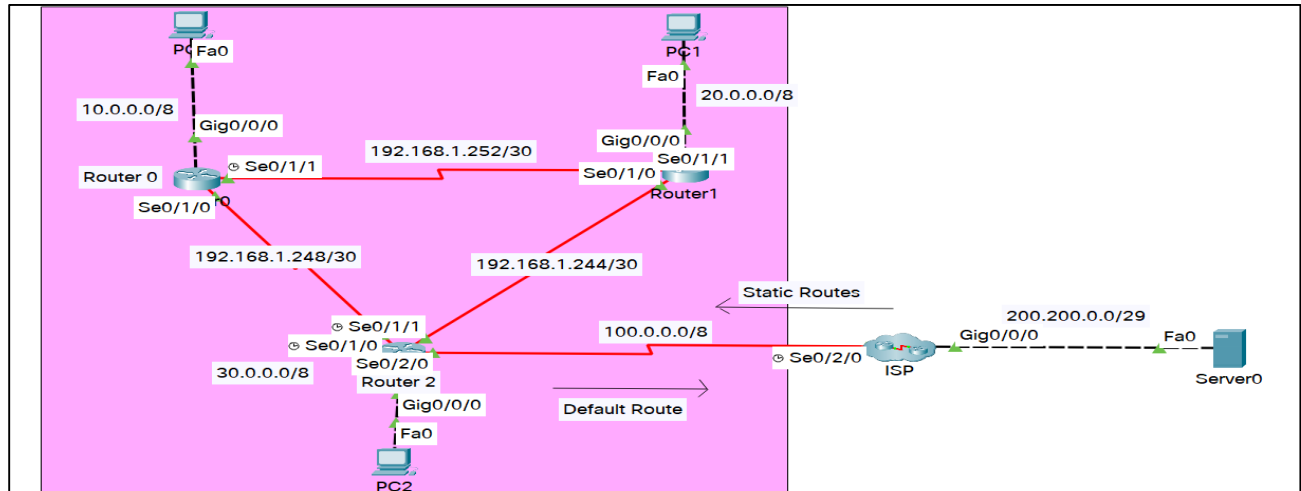 PC
Fa0
PC1
Fa0
10.0.0.0/8
20.0.0.0/8
Gig0/0/0
Gig0/0/0
192.168.1.252/30
Se0/1/1
Router 0
Se0/1/1
Se0/1/0
Router1
Se0/1/0
192.168.1.248/30
192.168.1.244/30
Static Routes
200.200.0.0/29
Se0/1/1
100.0.0.0/8
Gig0/0/0
Fa0
Se0/1/0
Se0/2/0
Se0/2/0
ISP
Server0
30.0.0.0/8
Router 2
Gig0/0/0
Default Route
Fa0
PC2